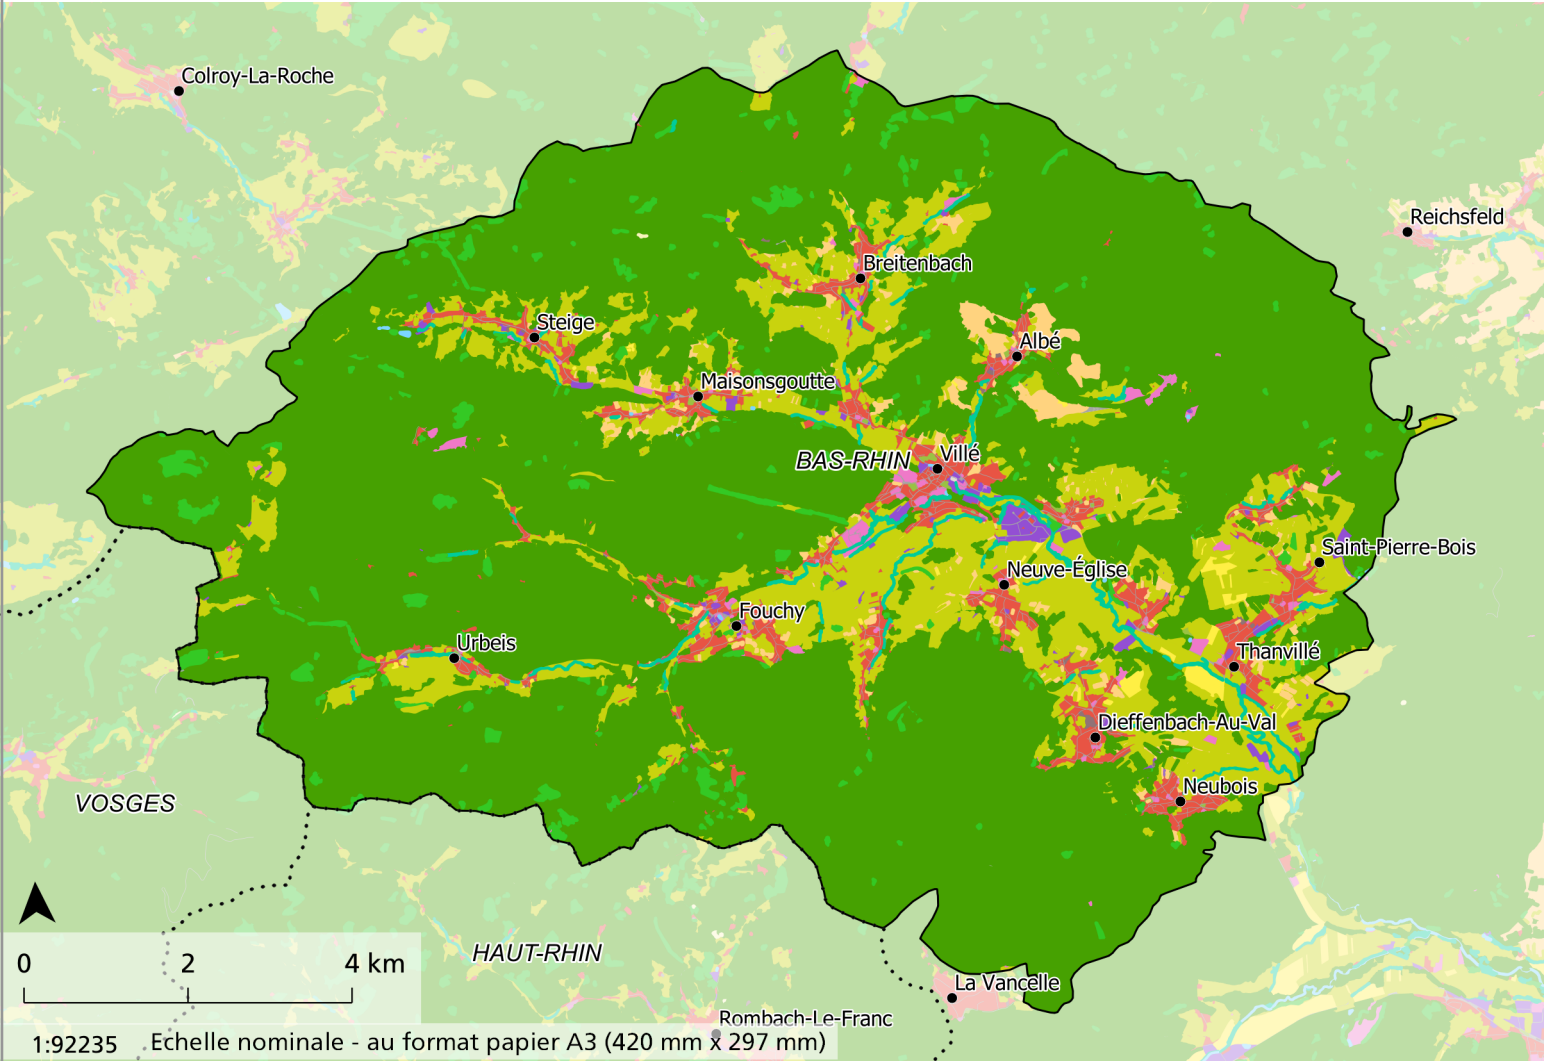 Colroy-La-Roche
Reichsfeld
Breitenbach
Steige
Albé
Maisonsgoutte
BAS-RHIN
Villé
Saint-Pierre-Bois
Neuve-Église
Fouchy
Urbeis
Thanvillé
Dieffenbach-Au-Val
Neubois
VOSGES
HAUT-RHIN
0 2 4 km
La Vancelle
Rombach-Le-Franc
1:92235 Echelle nominale - au format papier A3 (420 mm x 297 mm)